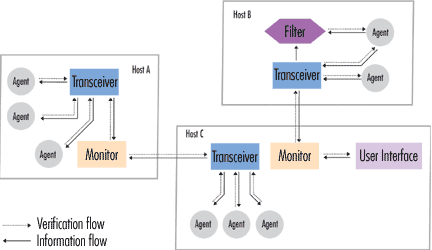 Host B
Filter
Agent
Transceiver
Agent
Host A
Agent
Transceiver
Agent
Agent
Monitor
Host C
Transceiver
Monitor
User Interface
Agent
Agent
Agent
Verification flow
Information flow